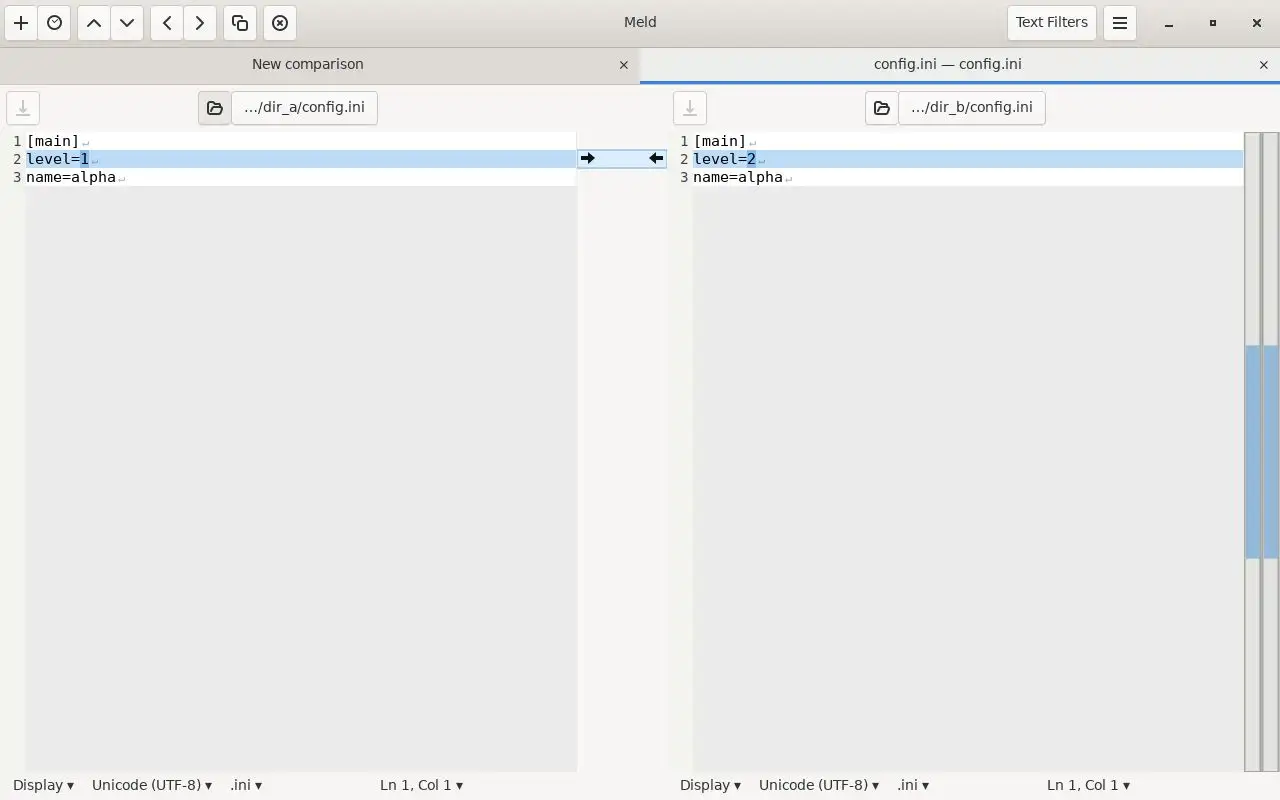 Meld
Text Filters
New comparison
config.ini — config.ini
.../dir_a/config.ini
.../dir_b/config.ini
1 [main]
2 level=1
3 name=alpha
1 [main]
2 level=2
3 name=alpha
Display Unicode (UTF-8) .ini Ln 1, Col 1
Display Unicode (UTF-8) .ini Ln 1, Col 1